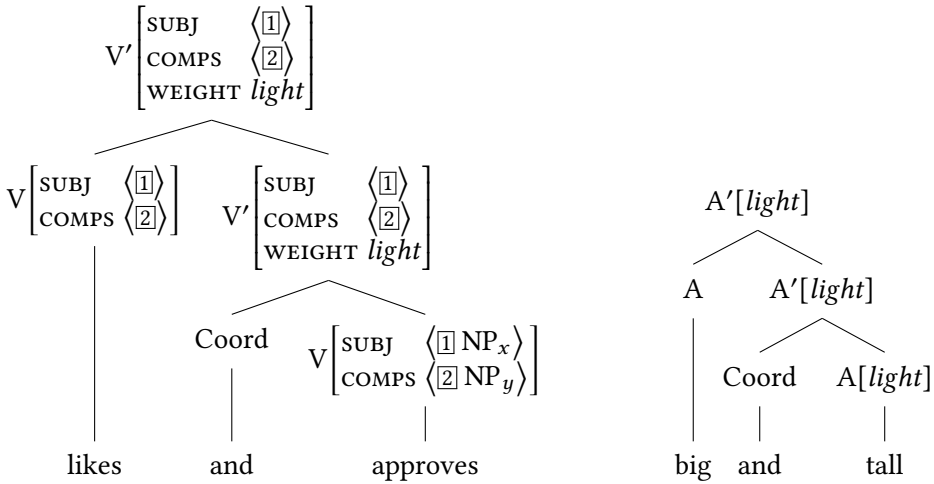 V′ [SUBJ ⟨[1]⟩
COMPS ⟨[2]⟩
WEIGHT light]
V [SUBJ ⟨[1]⟩
COMPS ⟨[2]⟩]
V′ [SUBJ ⟨[1]⟩
COMPS ⟨[2]⟩
WEIGHT light]
Coord
V [SUBJ ⟨[1] NPₓ⟩
COMPS ⟨[2] NP_y⟩]
likes and approves
A′[light]
A A′[light]
Coord A[light]
big and tall